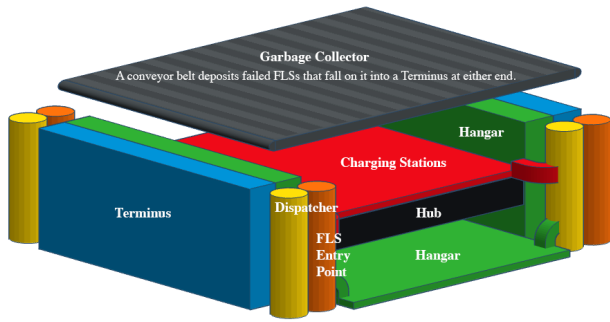 Garbage Collector
A conveyor belt deposits failed FLSs that fall on it into a Terminus at either end.
Hangar
Charging Stations
Terminus
Dispatcher
Hub
FLS
Entry
Point
Hangar